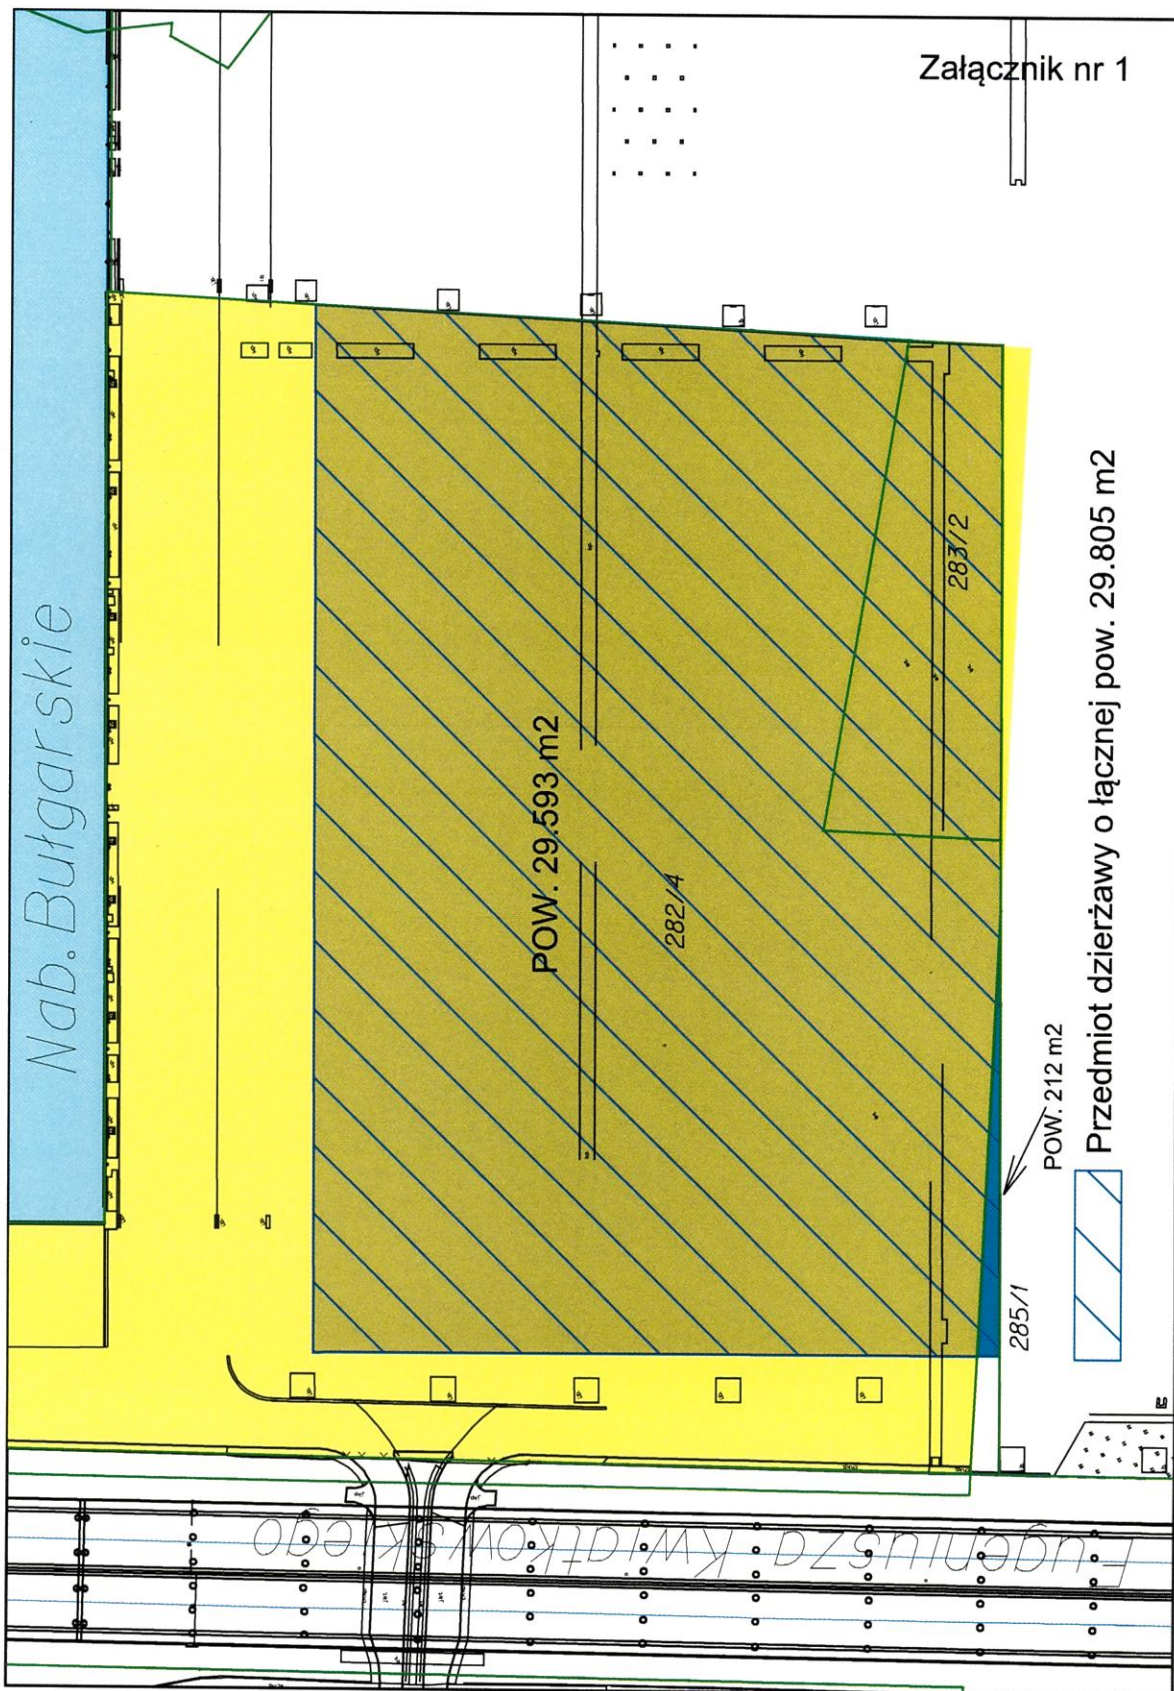 Załącznik nr 1
Nab. Bułgarskie
POW. 29.593 m2
282/4
283/2
285/1
POW. 212 m2
Przedmiot dzierżawy o łącznej pow. 29.805 m2
Eugeniusza Kwiatkowskiego